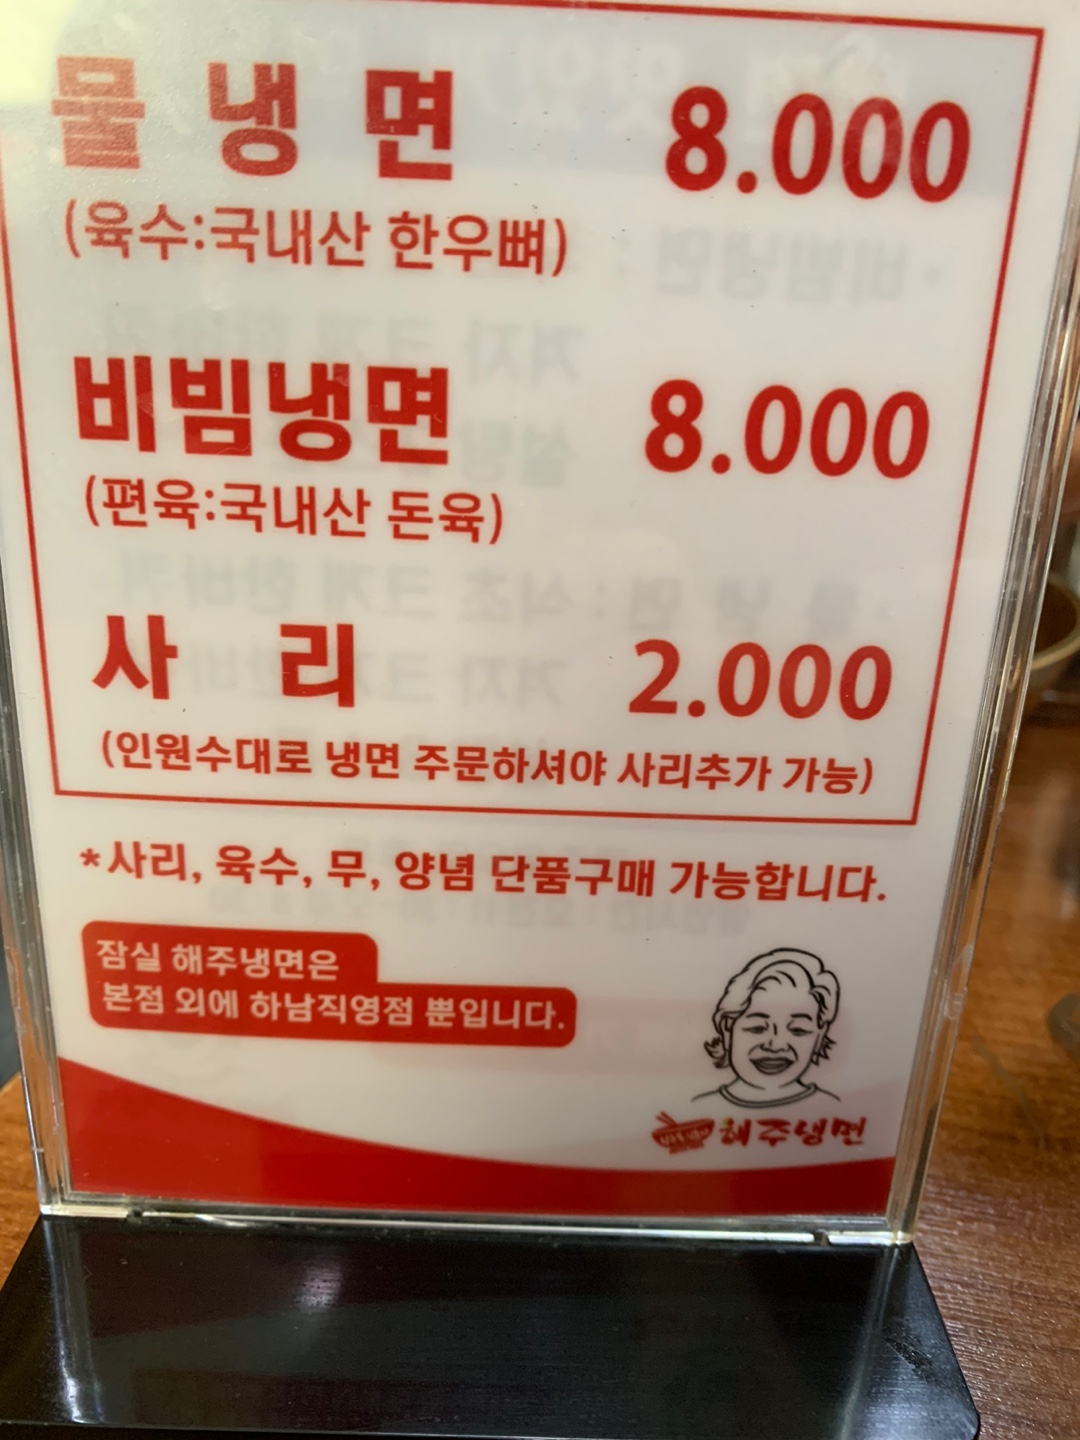 물 냉 면 8.000
(육수:국내산 한우뼈)
비빔냉면 8.000
(편육:국내산 돈육)
사 리 2.000
(인원수대로 냉면 주문하셔야 사리추가 가능)
*사리, 육수, 무, 양념 단품구매 가능합니다.
잠실 해주냉면은
본점 외에 하남직영점 뿐입니다.
해주냉면